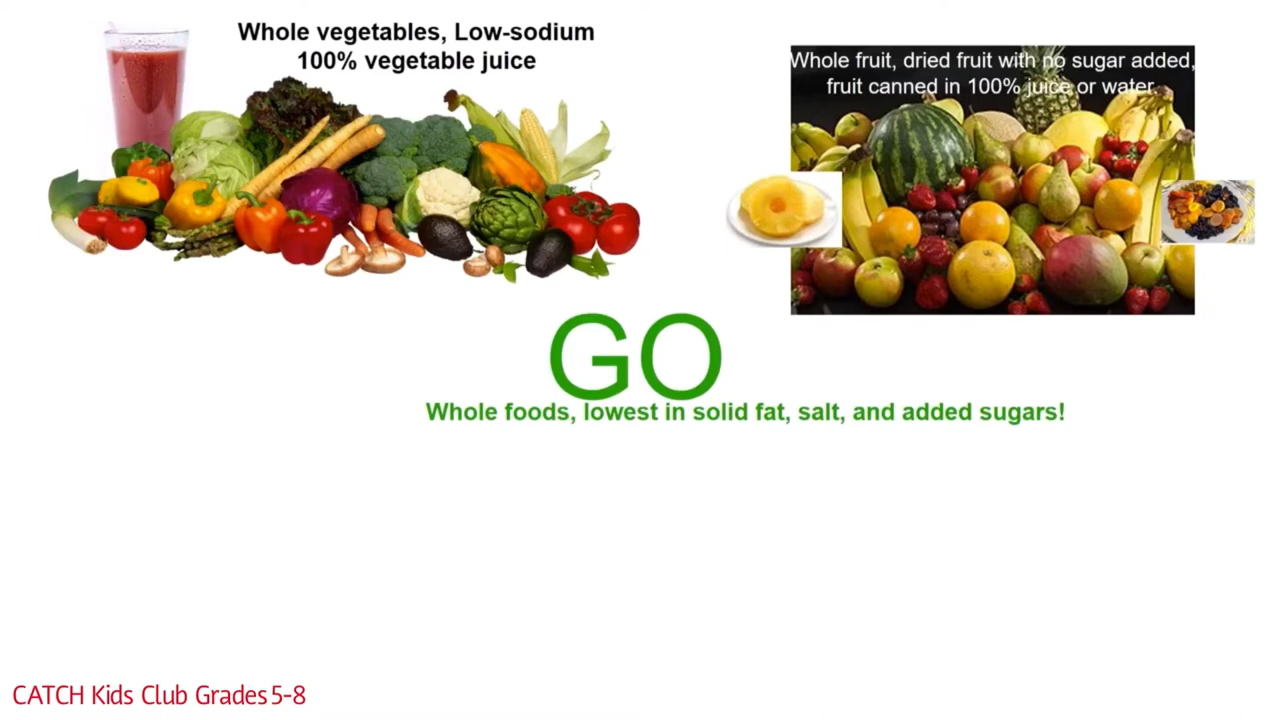 Whole vegetables, Low-sodium
100% vegetable juice
Whole fruit, dried fruit with no sugar added,
fruit canned in 100% juice or water.
GO
Whole foods, lowest in solid fat, salt, and added sugars!
CATCH Kids Club Grades 5-8